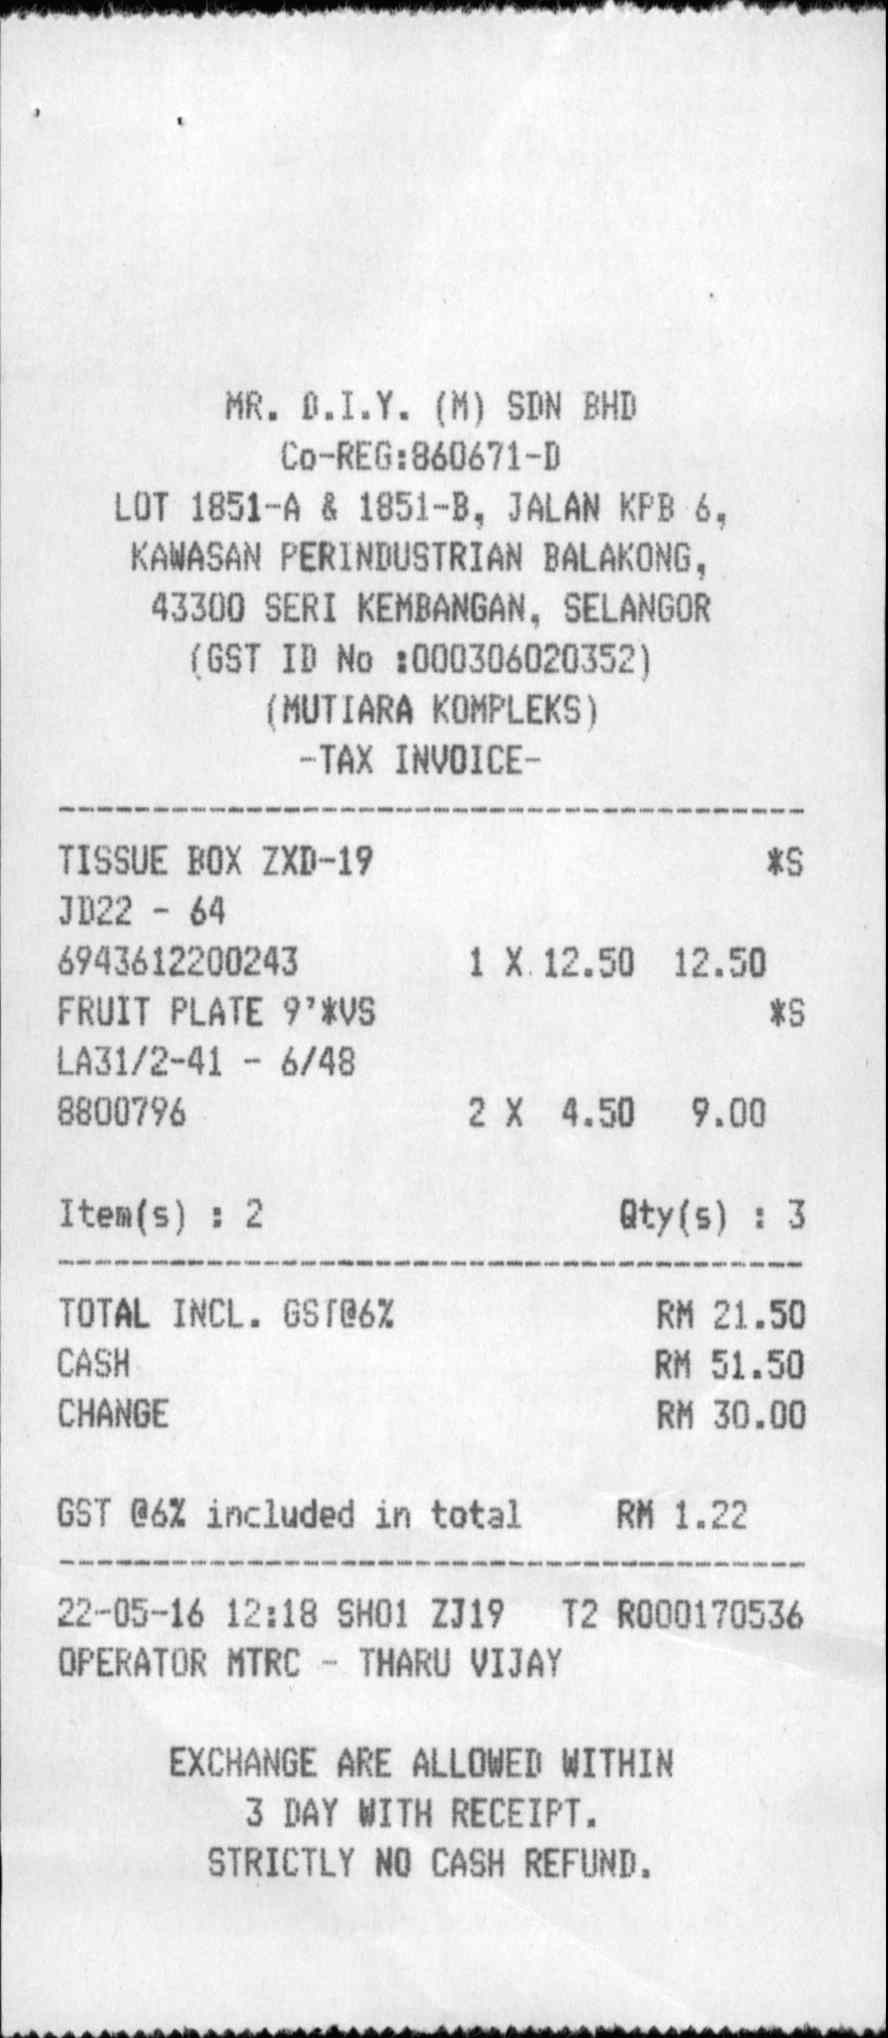 MR. D.I.Y. (M) SDN BHD
Co-REG:860671-D
LOT 1851-A & 1851-B, JALAN KPB 6,
KAWASAN PERINDUSTRIAN BALAKONG,
43300 SERI KEMBANGAN, SELANGOR
(GST ID No :000306020352)
(MUTIARA KOMPLEKS)
-TAX INVOICE-
TISSUE BOX ZXD-19 *S
JD22 - 64
6943612200243 1 X 12.50 12.50
FRUIT PLATE 9'*VS *S
LA31/2-41 - 6/48
8800796 2 X 4.50 9.00
Item(s) : 2 Qty(s) : 3
TOTAL INCL. GST@6% RM 21.50
CASH RM 51.50
CHANGE RM 30.00
GST @6% included in total RM 1.22
22-05-16 12:18 SH01 ZJ19 T2 R000170536
OPERATOR MTRC - THARU VIJAY
EXCHANGE ARE ALLOWED WITHIN
3 DAY WITH RECEIPT.
STRICTLY NO CASH REFUND.